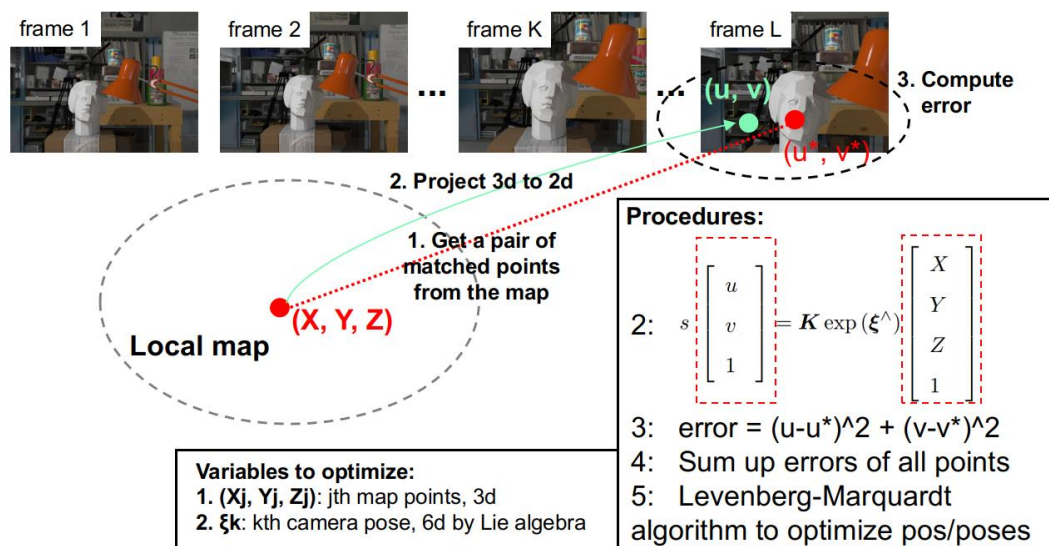 frame 1
frame 2
frame K
frame L
...
...
3. Compute
error
(u, v)
(u*, v*)
2. Project 3d to 2d
1. Get a pair of
matched points
from the map
(X, Y, Z)
Local map
Procedures:
2: s [u v 1] = K exp (ξ^) [X Y Z 1]
3: error = (u-u*)^2 + (v-v*)^2
4: Sum up errors of all points
5: Levenberg-Marquardt
algorithm to optimize pos/poses
Variables to optimize:
1. (Xj, Yj, Zj): jth map points, 3d
2. ξk: kth camera pose, 6d by Lie algebra